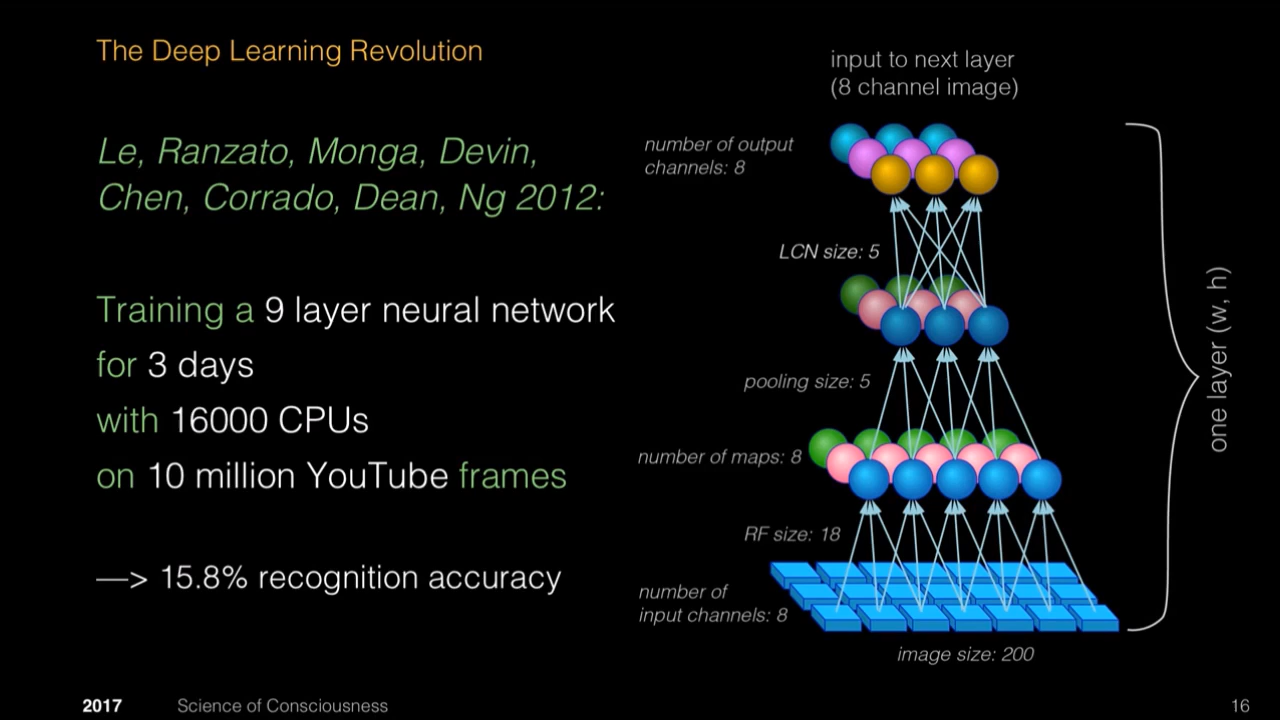 The Deep Learning Revolution
Le, Ranzato, Monga, Devin,
Chen, Corrado, Dean, Ng 2012:
Training a 9 layer neural network
for 3 days
with 16000 CPUs
on 10 million YouTube frames
—> 15.8% recognition accuracy
input to next layer
(8 channel image)
number of output
channels: 8
LCN size: 5
pooling size: 5
number of maps: 8
RF size: 18
number of
input channels: 8
image size: 200
one layer (w, h)
2017 Science of Consciousness
16